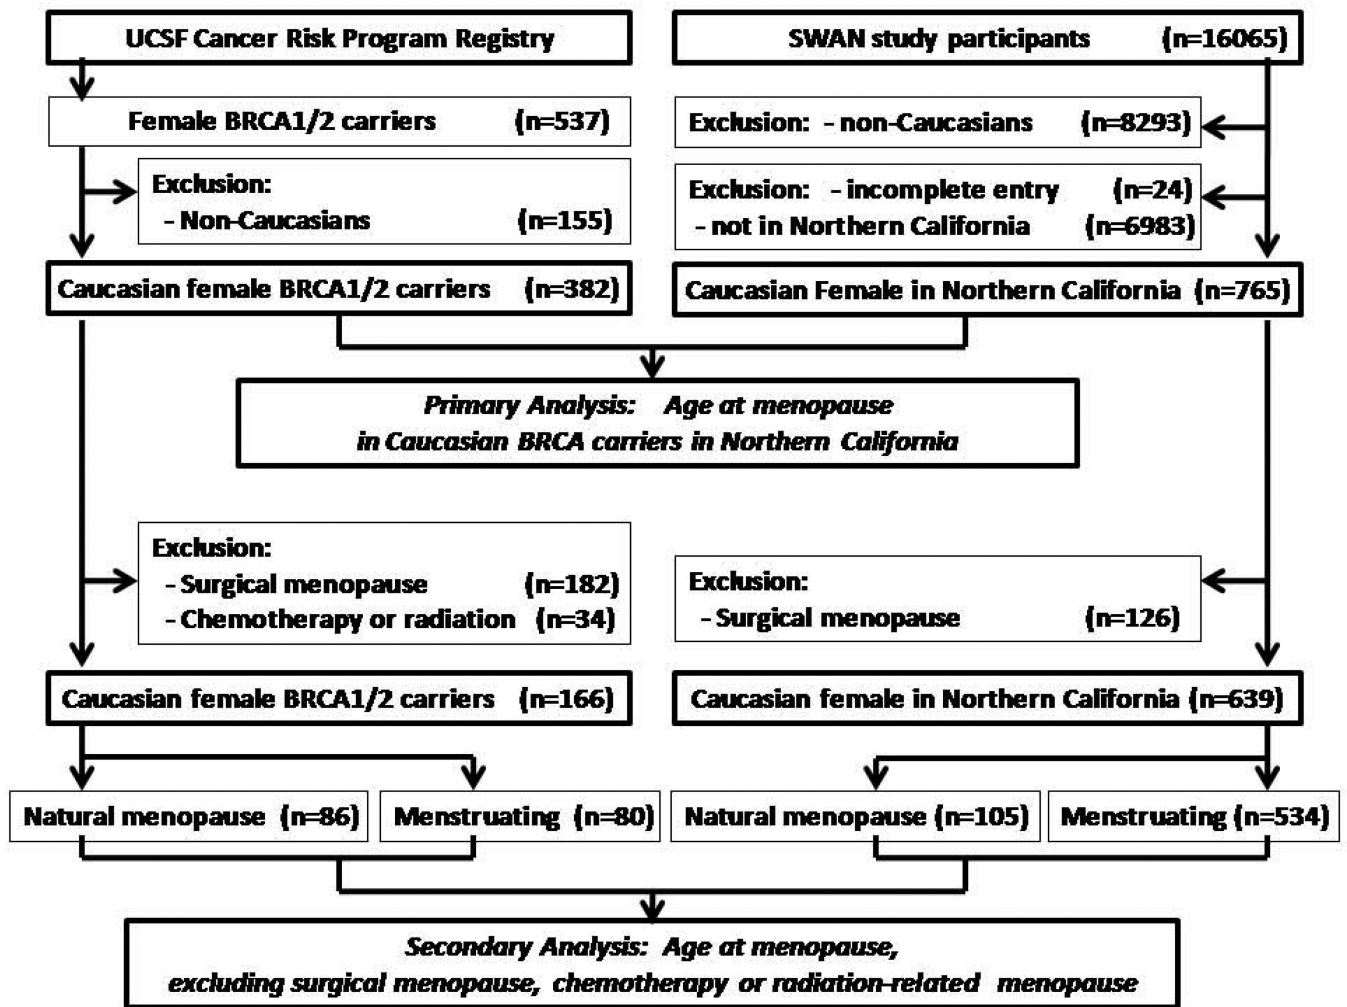 UCSF Cancer Risk Program Registry
Female BRCA1/2 carriers (n=537)
Exclusion:
- Non-Caucasians (n=155)
Caucasian female BRCA1/2 carriers (n=382)
SWAN study participants (n=16065)
Exclusion: - non-Caucasians (n=8293)
Exclusion: - incomplete entry (n=24)
- not in Northern California (n=6983)
Caucasian Female in Northern California (n=765)
Primary Analysis: Age at menopause
in Caucasian BRCA carriers in Northern California
Exclusion:
- Surgical menopause (n=182)
- Chemotherapy or radiation (n=34)
Caucasian female BRCA1/2 carriers (n=166)
Exclusion:
- Surgical menopause (n=126)
Caucasian female in Northern California (n=639)
Natural menopause (n=86)
Menstruating (n=80)
Natural menopause (n=105)
Menstruating (n=534)
Secondary Analysis: Age at menopause,
excluding surgical menopause, chemotherapy or radiation-related menopause